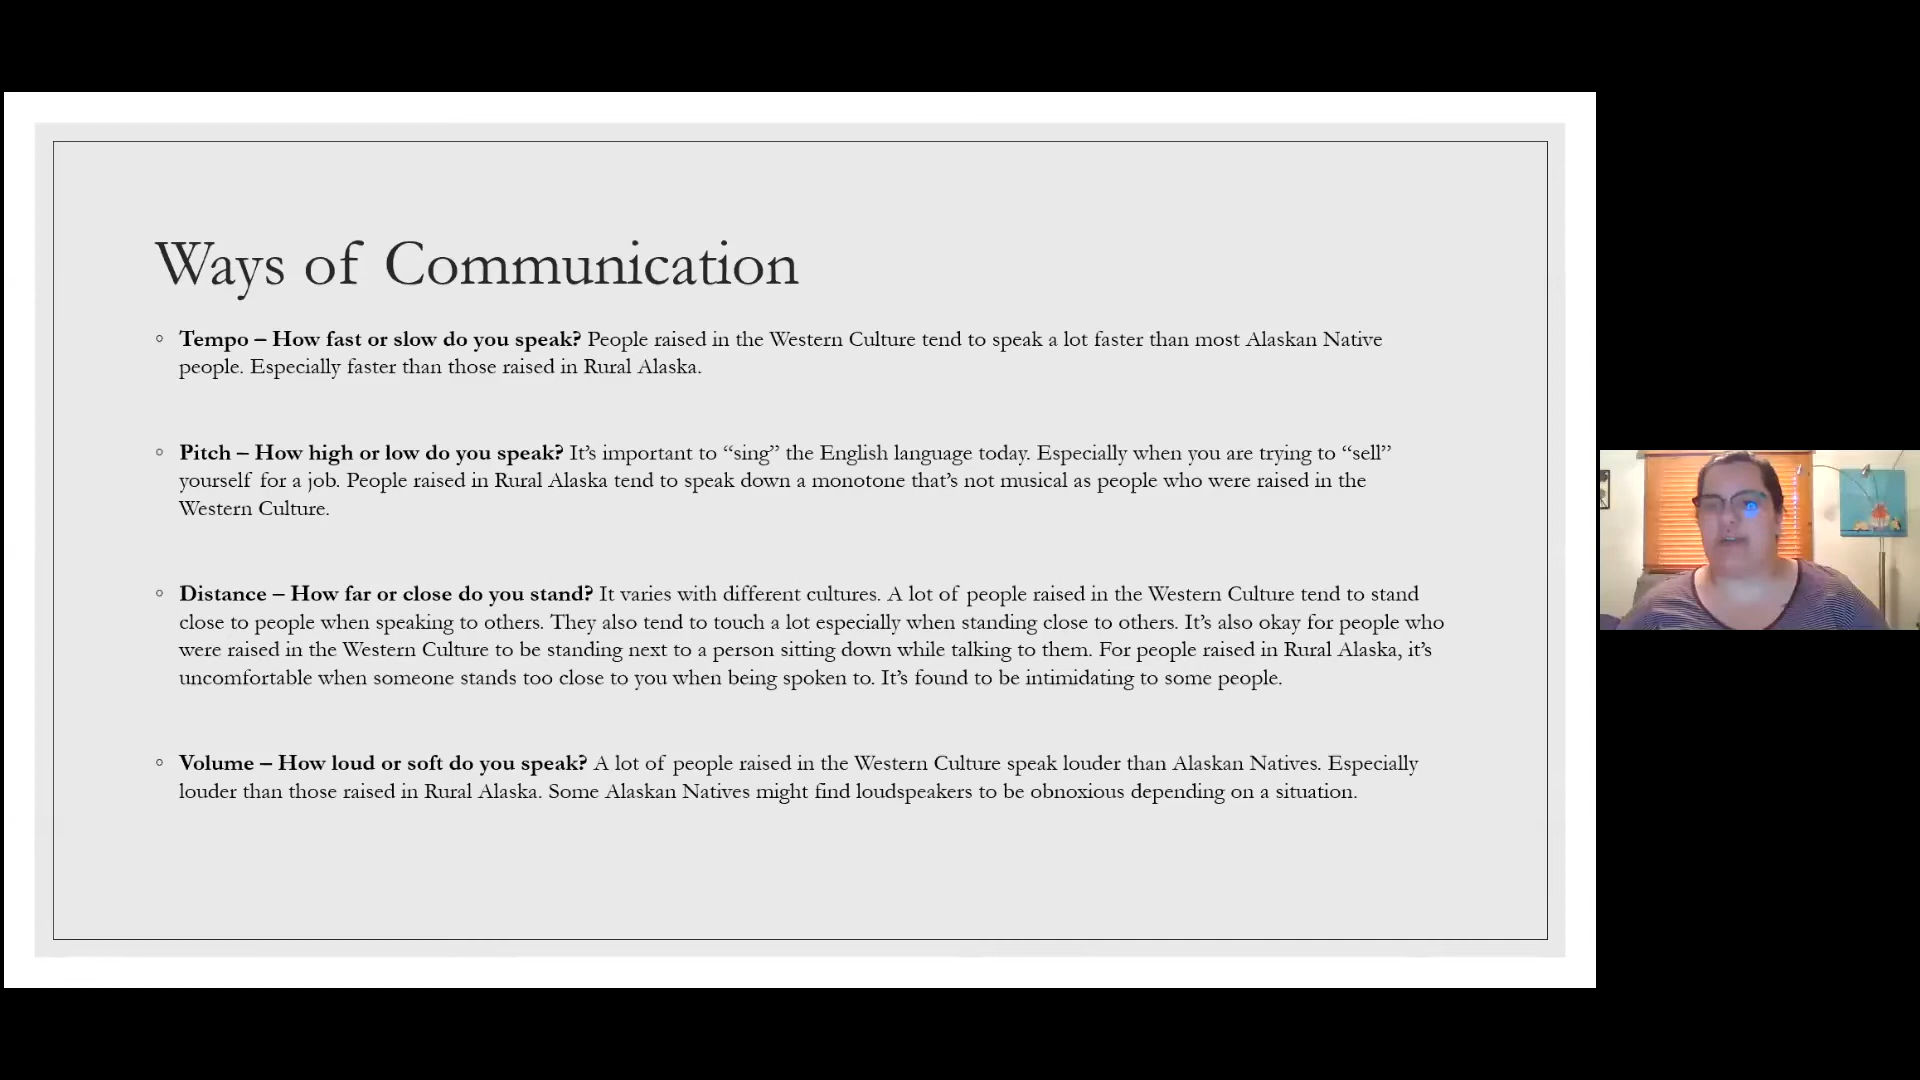 Ways of Communication
Tempo – How fast or slow do you speak? People raised in the Western Culture tend to speak a lot faster than most Alaskan Native
people. Especially faster than those raised in Rural Alaska.
Pitch – How high or low do you speak? It’s important to “sing” the English language today. Especially when you are trying to “sell”
yourself for a job. People raised in Rural Alaska tend to speak down a monotone that’s not musical as people who were raised in the
Western Culture.
Distance – How far or close do you stand? It varies with different cultures. A lot of people raised in the Western Culture tend to stand
close to people when speaking to others. They also tend to touch a lot especially when standing close to others. It’s also okay for people who
were raised in the Western Culture to be standing next to a person sitting down while talking to them. For people raised in Rural Alaska, it’s
uncomfortable when someone stands too close to you when being spoken to. It’s found to be intimidating to some people.
Volume – How loud or soft do you speak? A lot of people raised in the Western Culture speak louder than Alaskan Natives. Especially
louder than those raised in Rural Alaska. Some Alaskan Natives might find loudspeakers to be obnoxious depending on a situation.